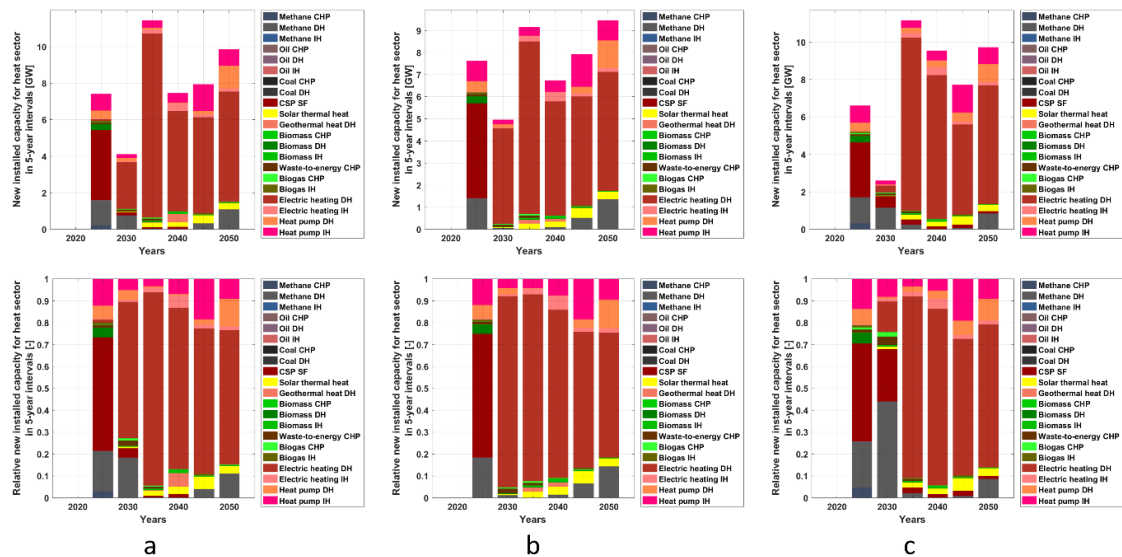 New installed capacity for heat sector
in 5-year intervals [GW]
10
8
6
4
2
0
2020
2030
2040
2050
Years
Methane CHP
Methane DH
Methane IH
Oil CHP
Oil DH
Oil IH
Coal CHP
Coal DH
CSP SF
Solar thermal heat
Geothermal heat DH
Biomass CHP
Biomass DH
Biomass IH
Waste-to-energy CHP
Biogas CHP
Biogas IH
Electric heating DH
Electric heating IH
Heat pump DH
Heat pump IH
New installed capacity for heat sector
in 5-year intervals [GW]
9
8
7
6
5
4
3
2
1
0
2020
2030
2040
2050
Years
Methane CHP
Methane DH
Methane IH
Oil CHP
Oil DH
Oil IH
Coal CHP
Coal DH
CSP SF
Solar thermal heat
Geothermal heat DH
Biomass CHP
Biomass DH
Biomass IH
Waste-to-energy CHP
Biogas CHP
Biogas IH
Electric heating DH
Electric heating IH
Heat pump DH
Heat pump IH
New installed capacity for heat sector
in 5-year intervals [GW]
10
8
6
4
2
0
2020
2030
2040
2050
Years
Methane CHP
Methane DH
Methane IH
Oil CHP
Oil DH
Oil IH
Coal CHP
Coal DH
CSP SF
Solar thermal heat
Geothermal heat DH
Biomass CHP
Biomass DH
Biomass IH
Waste-to-energy CHP
Biogas CHP
Biogas IH
Electric heating DH
Electric heating IH
Heat pump DH
Heat pump IH
Relative new installed capacity for heat sector
in 5-year intervals [-]
1
0.9
0.8
0.7
0.6
0.5
0.4
0.3
0.2
0.1
0
2020
2030
2040
2050
Years
Methane CHP
Methane DH
Methane IH
Oil CHP
Oil DH
Oil IH
Coal CHP
Coal DH
CSP SF
Solar thermal heat
Geothermal heat DH
Biomass CHP
Biomass DH
Biomass IH
Waste-to-energy CHP
Biogas CHP
Biogas IH
Electric heating DH
Electric heating IH
Heat pump DH
Heat pump IH
Relative new installed capacity for heat sector
in 5-year intervals [-]
1
0.9
0.8
0.7
0.6
0.5
0.4
0.3
0.2
0.1
0
2020
2030
2040
2050
Years
Methane CHP
Methane DH
Methane IH
Oil CHP
Oil DH
Oil IH
Coal CHP
Coal DH
CSP SF
Solar thermal heat
Geothermal heat DH
Biomass CHP
Biomass DH
Biomass IH
Waste-to-energy CHP
Biogas CHP
Biogas IH
Electric heating DH
Electric heating IH
Heat pump DH
Heat pump IH
Relative new installed capacity for heat sector
in 5-year intervals [-]
1
0.9
0.8
0.7
0.6
0.5
0.4
0.3
0.2
0.1
0
2020
2030
2040
2050
Years
Methane CHP
Methane DH
Methane IH
Oil CHP
Oil DH
Oil IH
Coal CHP
Coal DH
CSP SF
Solar thermal heat
Geothermal heat DH
Biomass CHP
Biomass DH
Biomass IH
Waste-to-energy CHP
Biogas CHP
Biogas IH
Electric heating DH
Electric heating IH
Heat pump DH
Heat pump IH
a
b
c